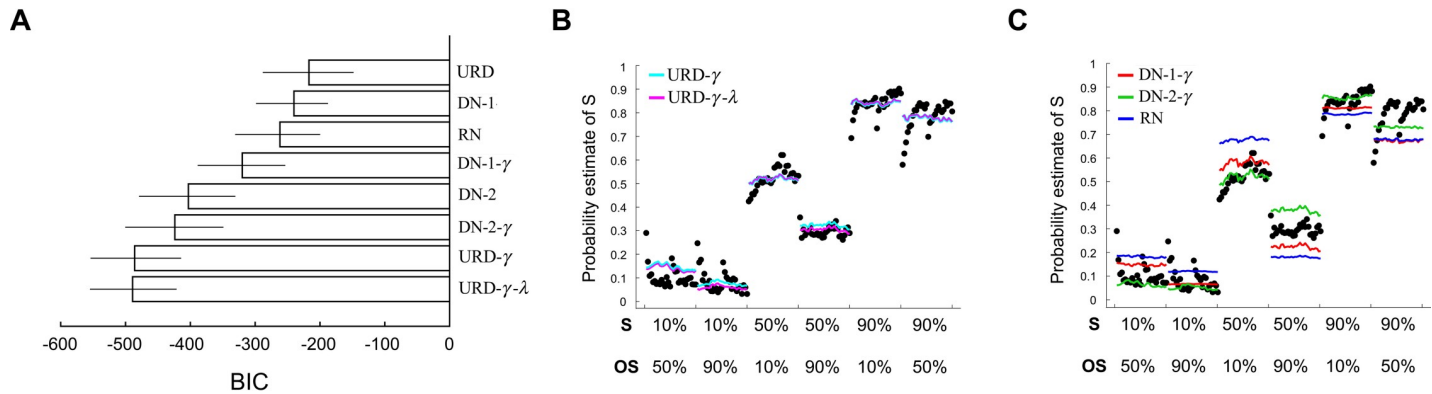 A
URD
DN-1
RN
DN-1-γ
DN-2
DN-2-γ
URD-γ
URD-γ-λ
-600 -500 -400 -300 -200 -100 0
BIC
B
Probability estimate of S
1
0.9
0.8
0.7
0.6
0.5
0.4
0.3
0.2
0.1
0
URD-γ
URD-γ-λ
S 10% 10% 50% 50% 90% 90%
OS 50% 90% 10% 90% 10% 50%
C
Probability estimate of S
1
0.9
0.8
0.7
0.6
0.5
0.4
0.3
0.2
0.1
0
DN-1-γ
DN-2-γ
RN
S 10% 10% 50% 50% 90% 90%
OS 50% 90% 10% 90% 10% 50%